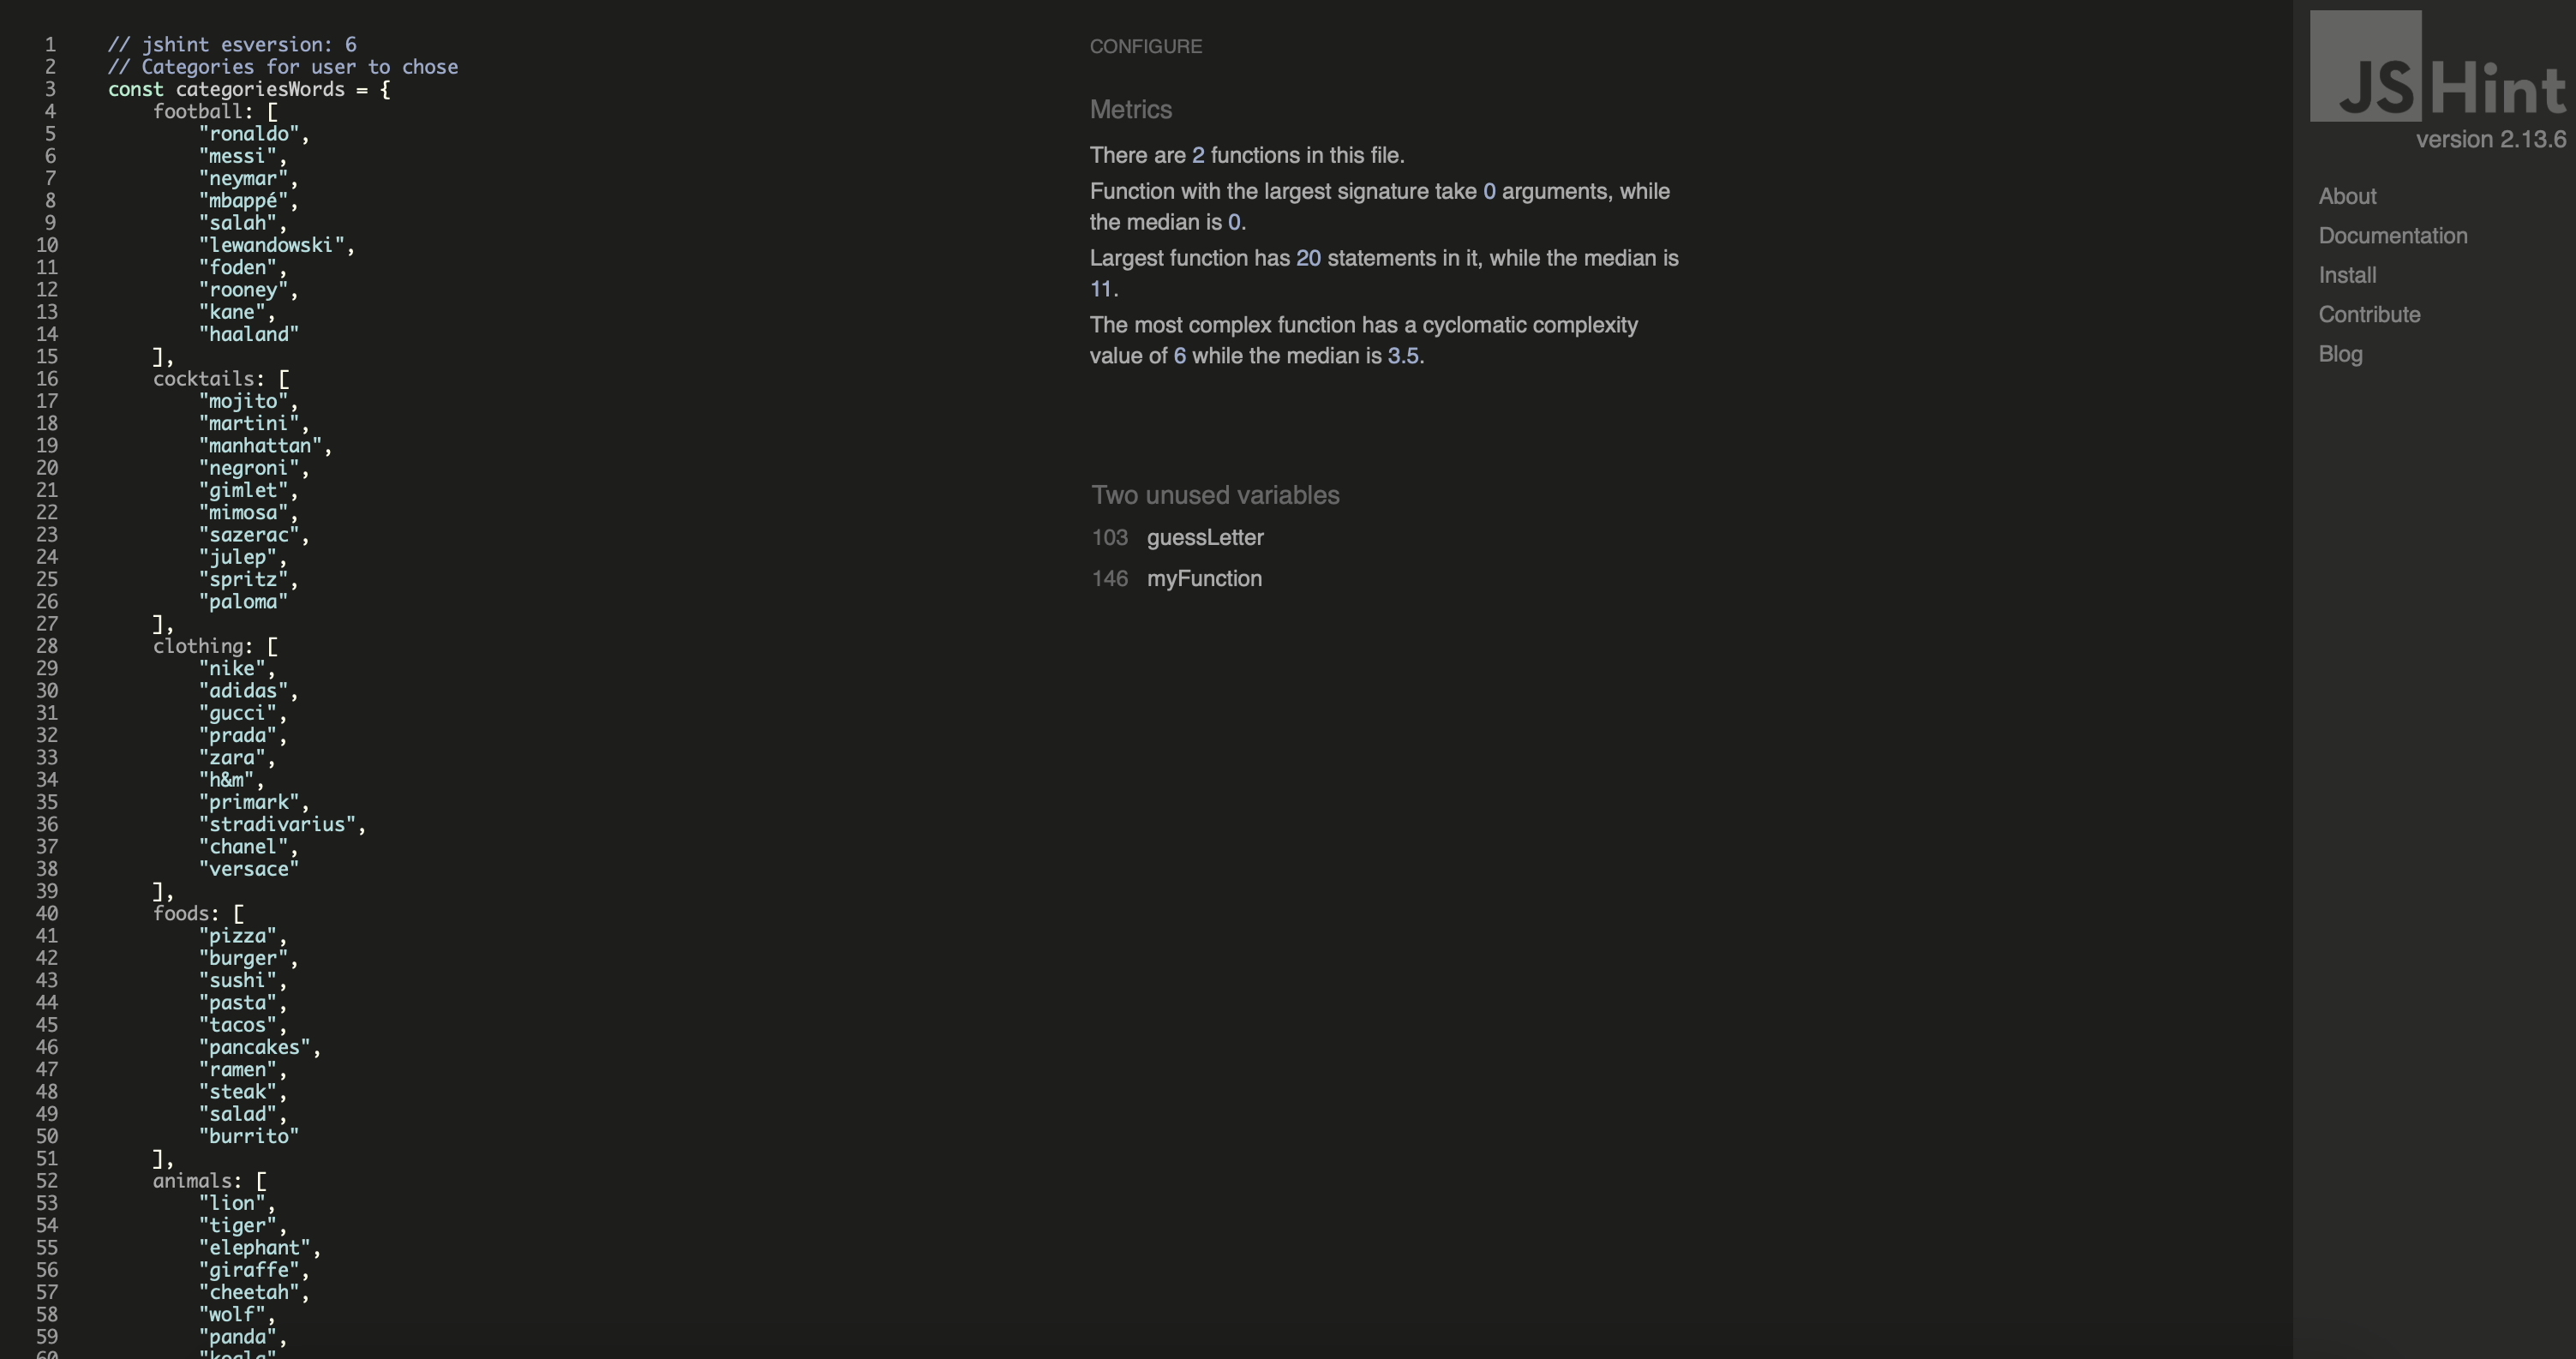 1 // jshint esversion: 6
2 // Categories for user to chose
3 const categoriesWords = {
4 football: [
5 "ronaldo",
6 "messi",
7 "neymar",
8 "mbappé",
9 "salah",
10 "lewandowski",
11 "foden",
12 "rooney",
13 "kane",
14 "haaland"
15 ],
16 cocktails: [
17 "mojito",
18 "martini",
19 "manhattan",
20 "negroni",
21 "gimlet",
22 "mimosa",
23 "sazerac",
24 "julep",
25 "spritz",
26 "paloma"
27 ],
28 clothing: [
29 "nike",
30 "adidas",
31 "gucci",
32 "prada",
33 "zara",
34 "h&m",
35 "primark",
36 "stradivarius",
37 "chanel",
38 "versace"
39 ],
40 foods: [
41 "pizza",
42 "burger",
43 "sushi",
44 "pasta",
45 "tacos",
46 "pancakes",
47 "ramen",
48 "steak",
49 "salad",
50 "burrito"
51 ],
52 animals: [
53 "lion",
54 "tiger",
55 "elephant",
56 "giraffe",
57 "cheetah",
58 "wolf",
59 "panda",
60 "koala"
CONFIGURE
Metrics
There are 2 functions in this file.
Function with the largest signature take 0 arguments, while
the median is 0.
Largest function has 20 statements in it, while the median is
11.
The most complex function has a cyclomatic complexity
value of 6 while the median is 3.5.
Two unused variables
103 guessLetter
146 myFunction
JSHint
version 2.13.6
About
Documentation
Install
Contribute
Blog